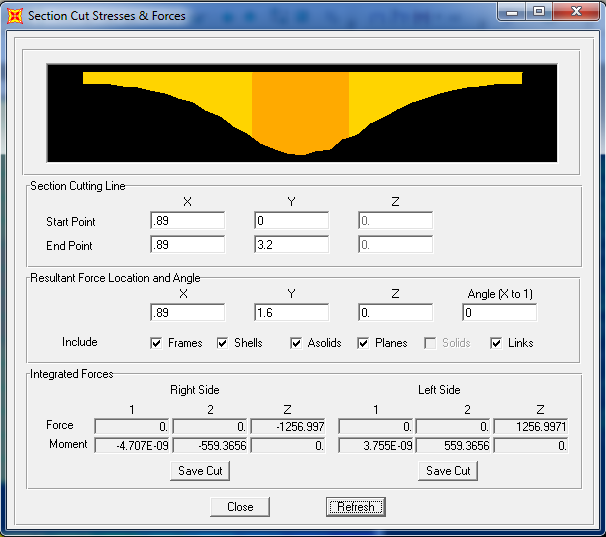 Section Cut Stresses & Forces
Section Cutting Line
X Y Z
Start Point .89 0 0.
End Point .89 3.2 0.
Resultant Force Location and Angle
X Y Z Angle (X to 1)
.89 1.6 0. 0
Include Frames Shells Asolids Planes Solids Links
Integrated Forces
Right Side Left Side
1 2 Z 1 2 Z
Force 0. 0. -1256.997 0. 0. 1256.9971
Moment -4.707E-09 -559.3656 0. 3.755E-09 559.3656 0.
Save Cut Save Cut
Close Refresh